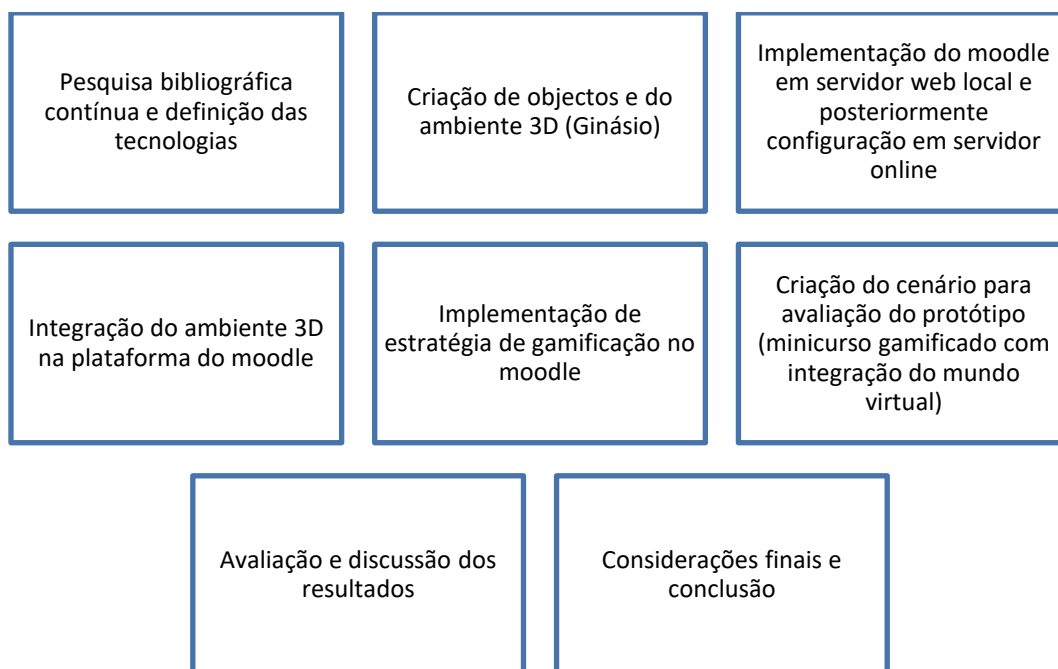 Pesquisa bibliográfica
contínua e definição das
tecnologias
Criação de objectos e do
ambiente 3D (Ginásio)
Implementação do moodle
em servidor web local e
posteriormente
configuração em servidor
online
Integração do ambiente 3D
na plataforma do moodle
Implementação de
estratégia de gamificação no
moodle
Criação do cenário para
avaliação do protótipo
(minicurso gamificado com
integração do mundo
virtual)
Avaliação e discussão dos
resultados
Considerações finais e
conclusão